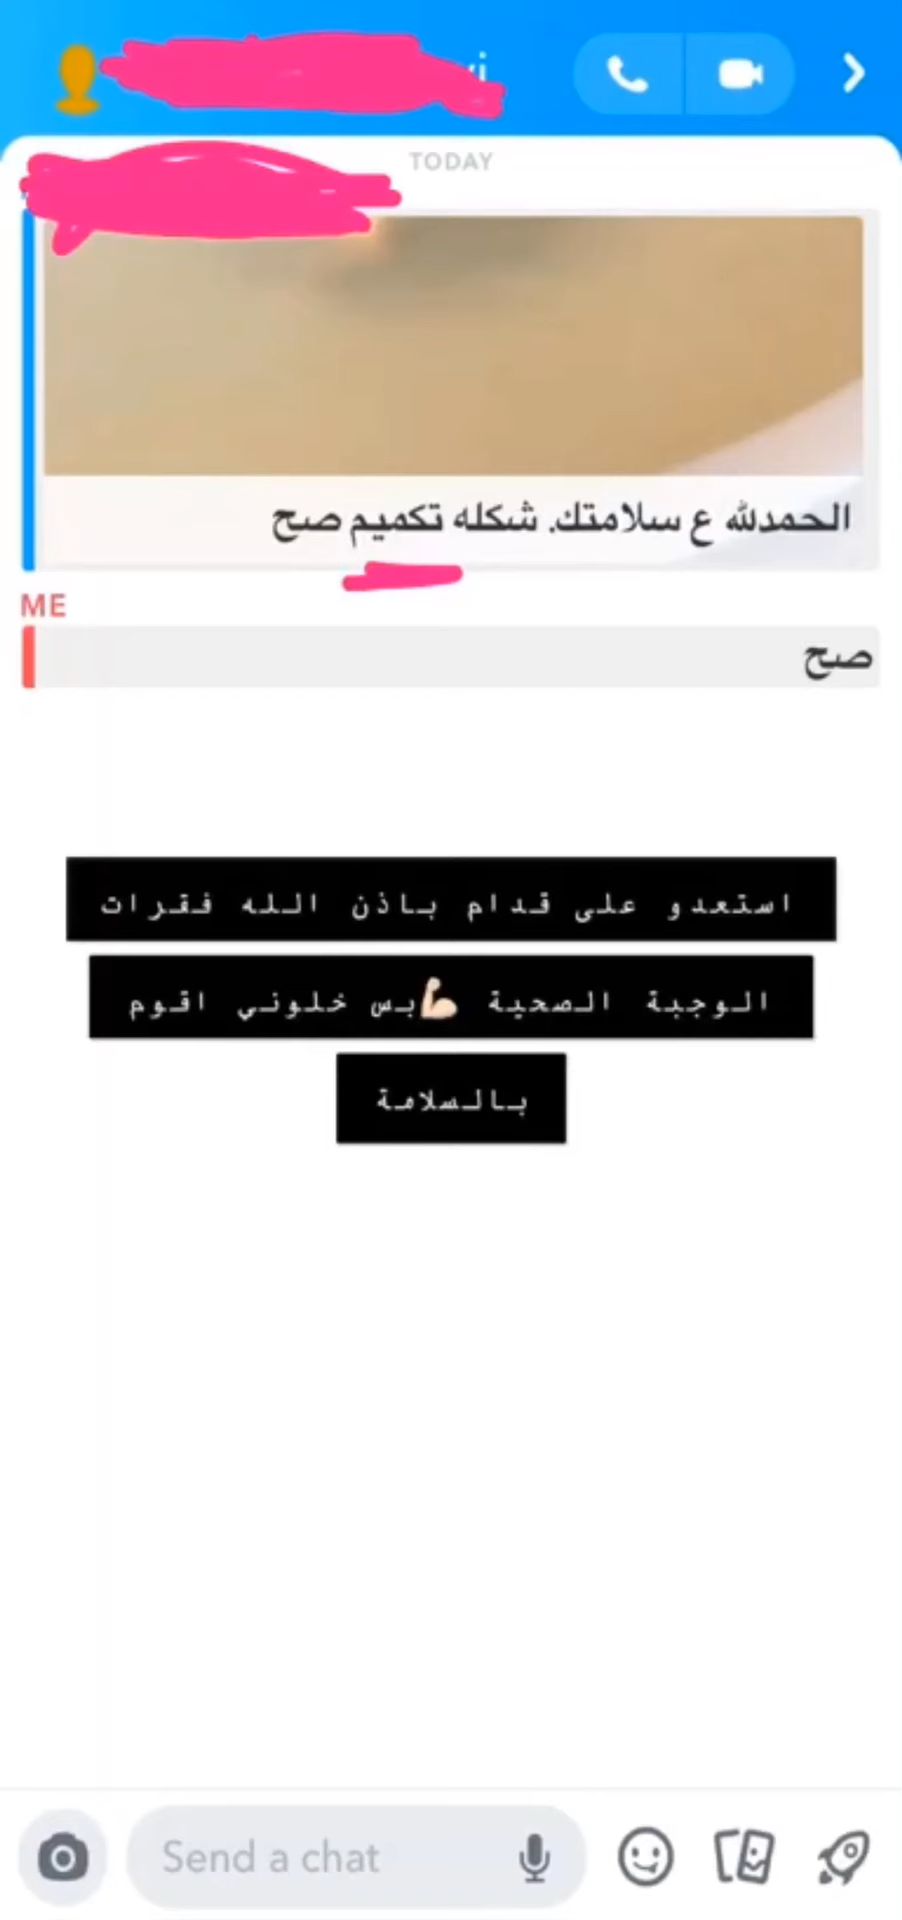 TODAY
الحمدلله ع سلامتك. شكله تكميم صح
ME
صح
استعدو على قدام باذن الله فقرات
الوجبة الصحية 💪🏻بس خلوني اقوم
بالسلامة
Send a chat